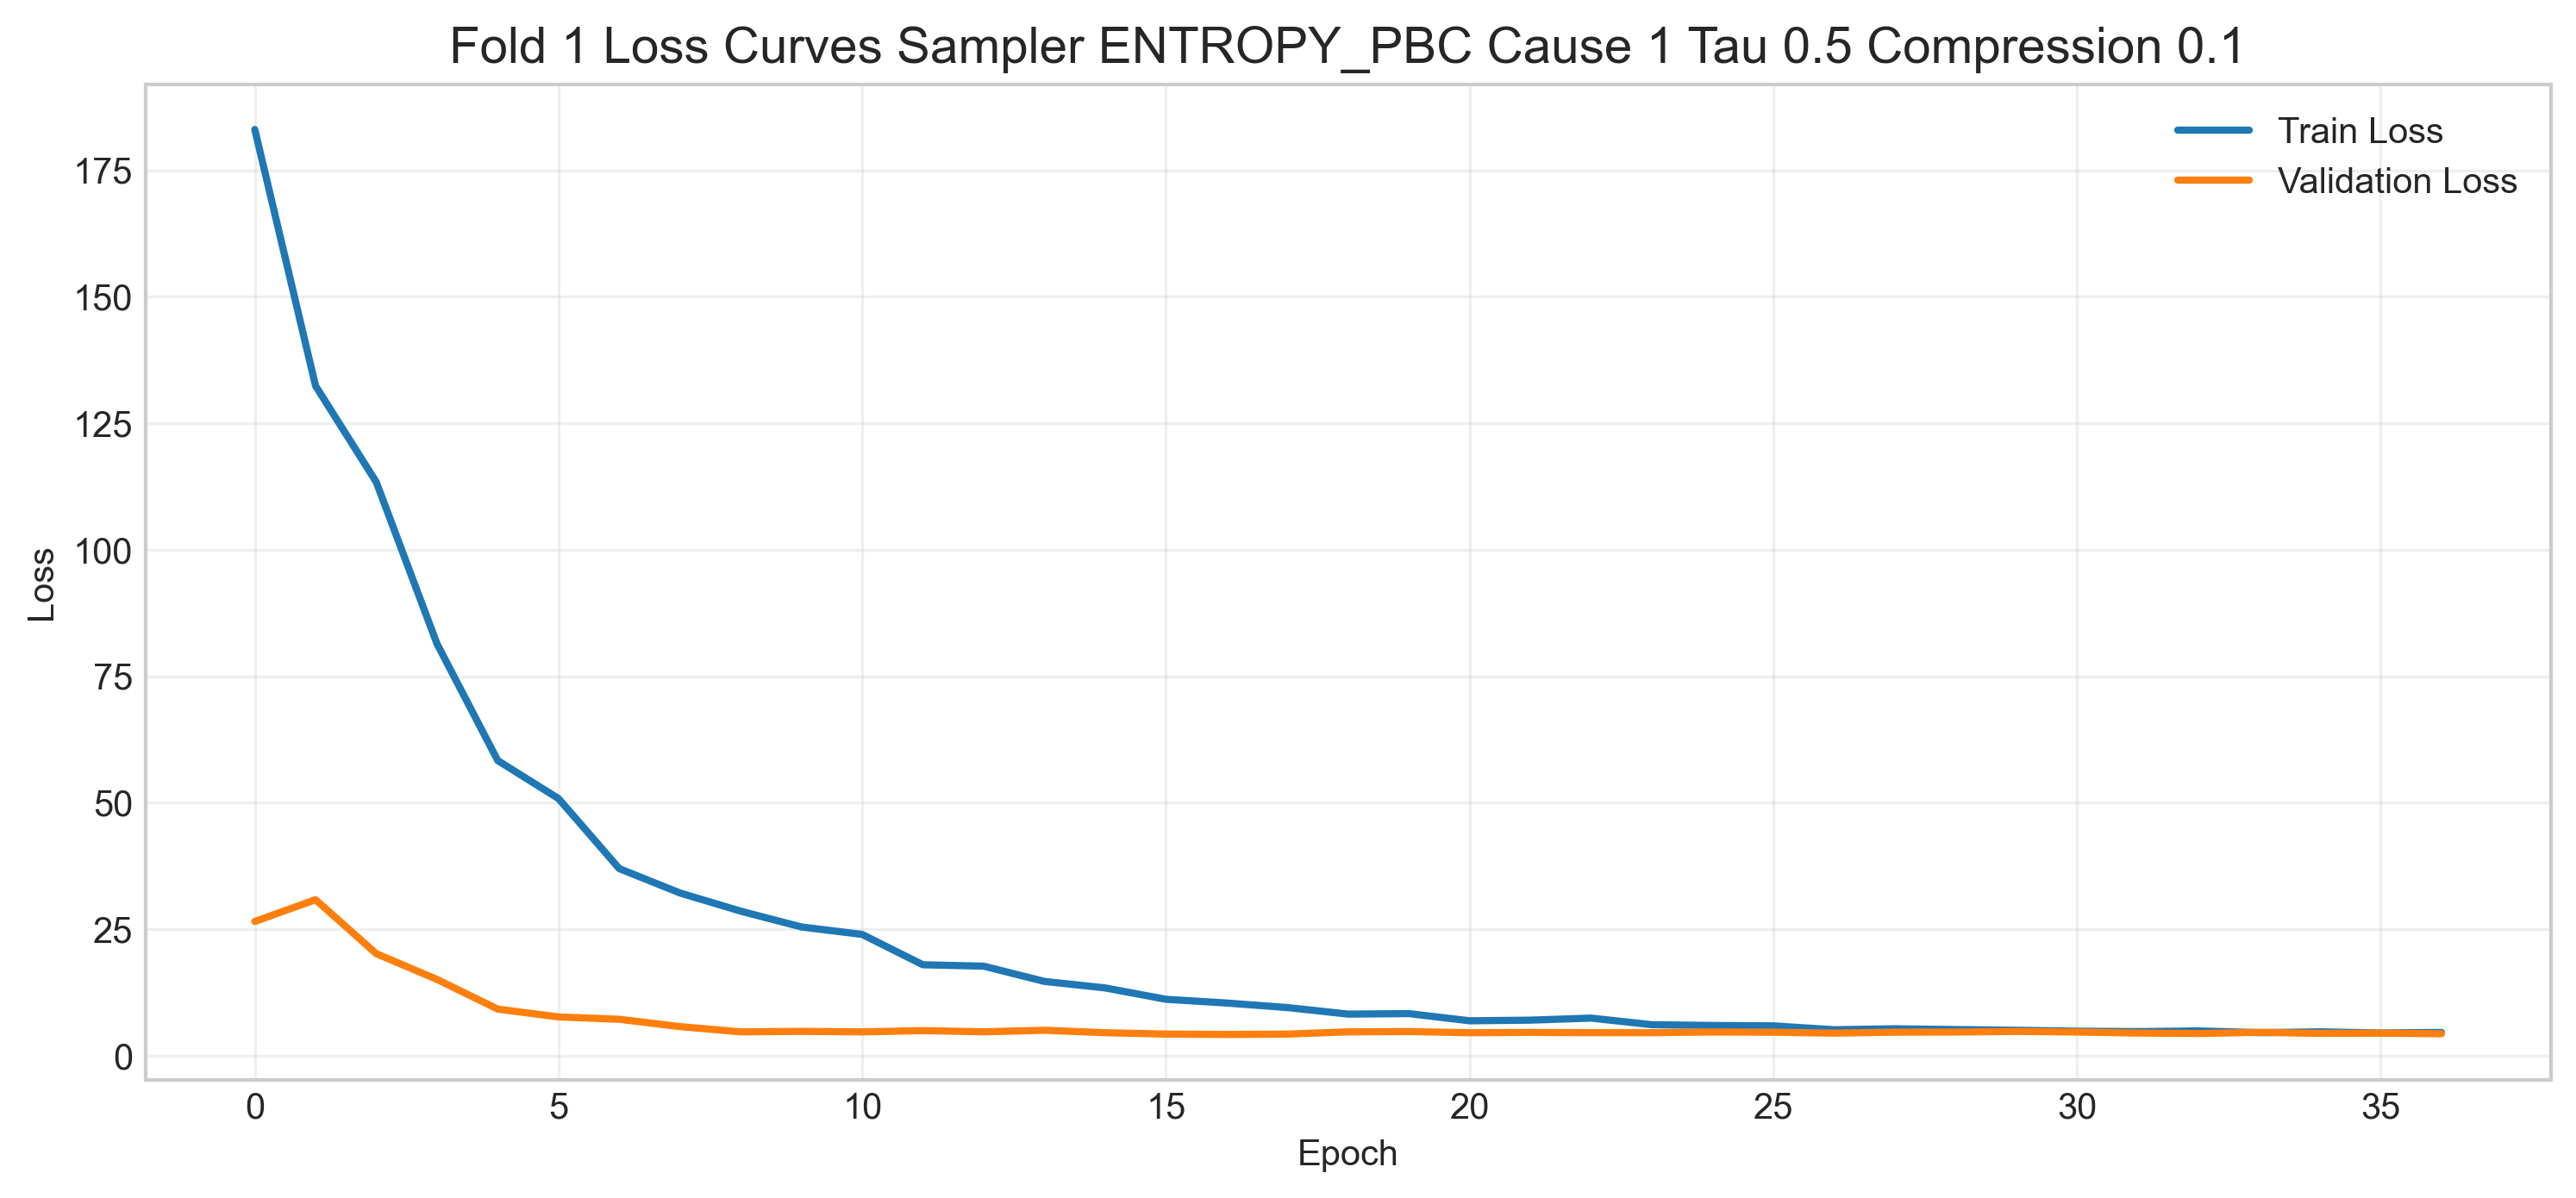 Fold 1 Loss Curves Sampler ENTROPY_PBC Cause 1 Tau 0.5 Compression 0.1
Train Loss
Validation Loss
175
150
125
100
75
50
25
0
Loss
0 5 10 15 20 25 30 35
Epoch